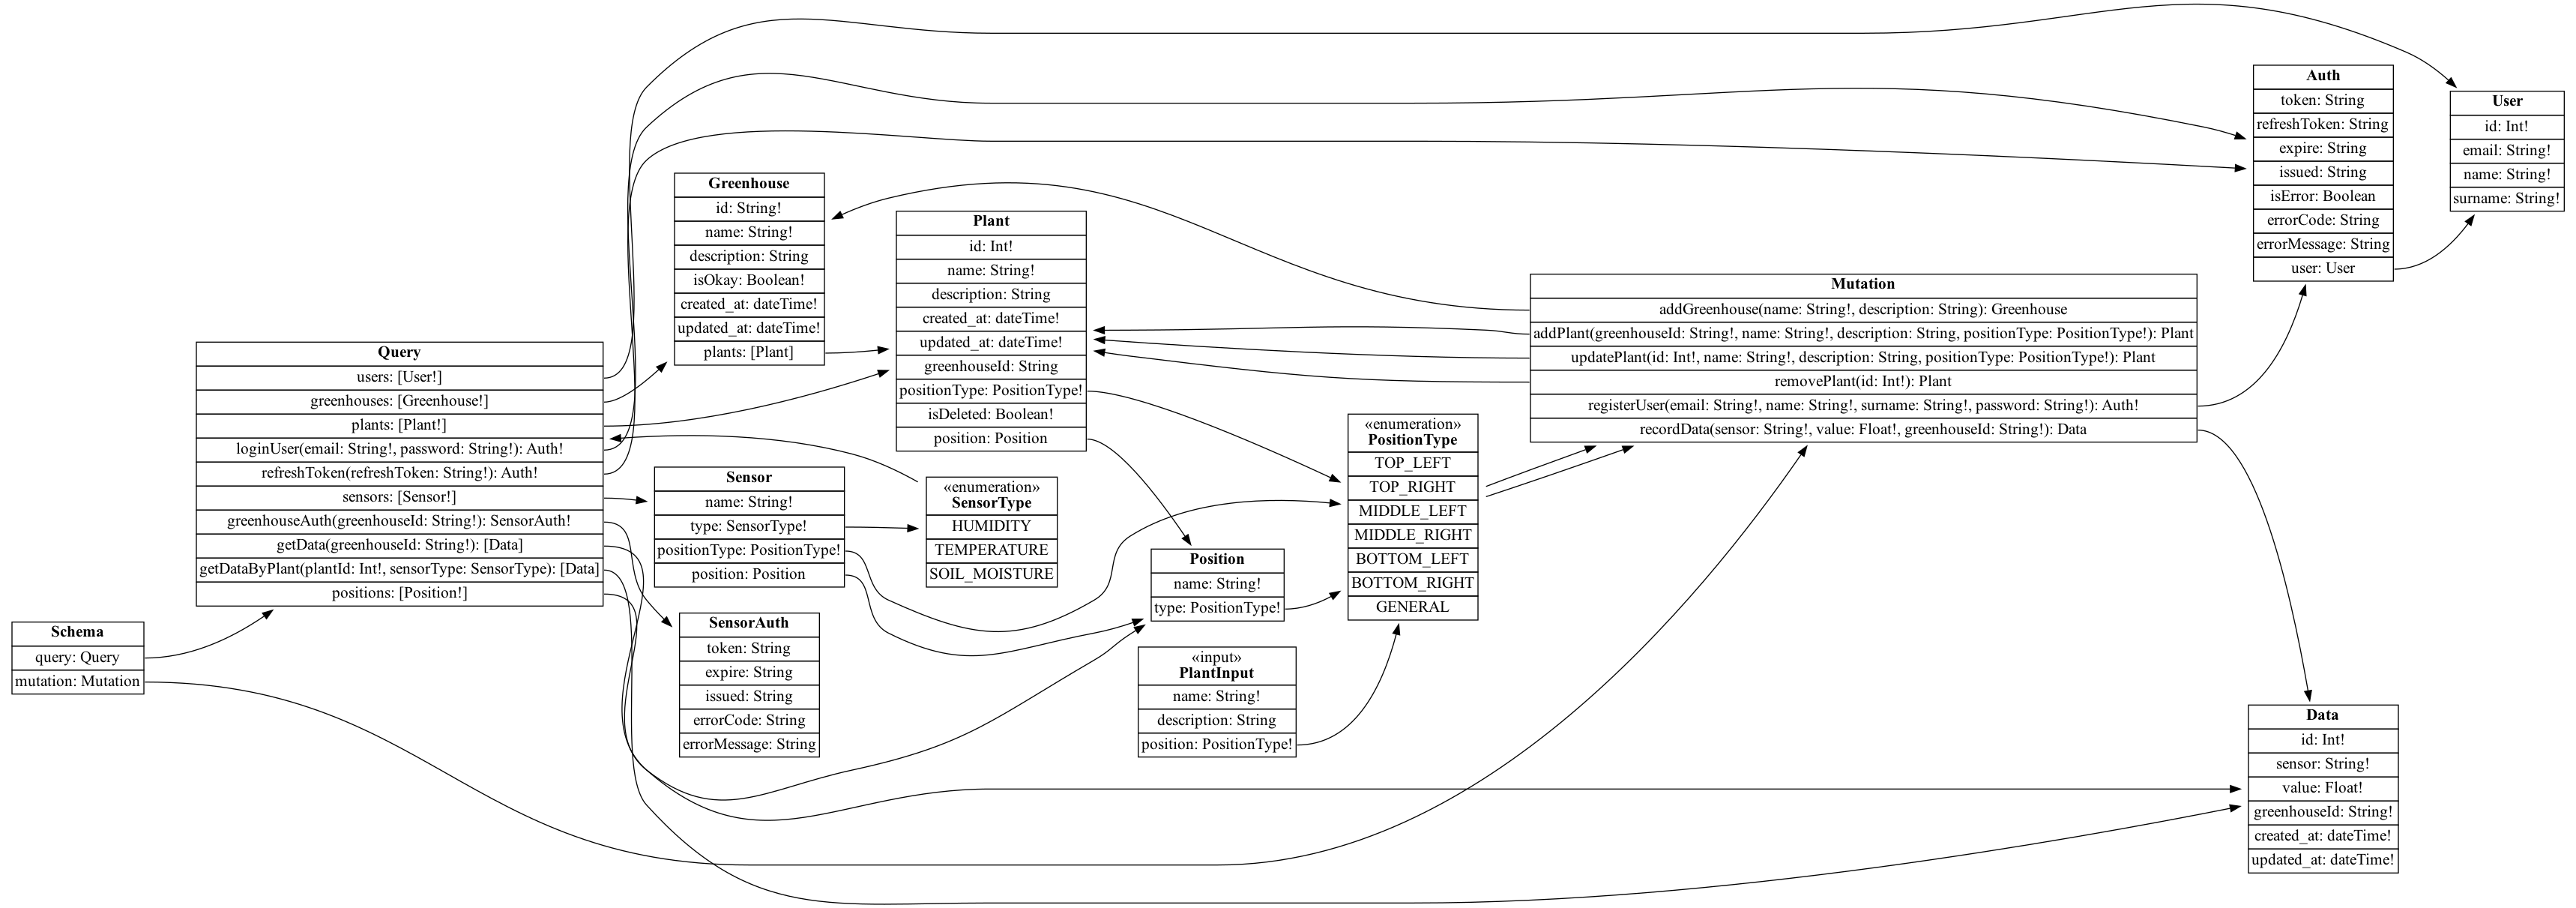 Schema
query: Query
mutation: Mutation
Query
users: [User!]
greenhouses: [Greenhouse!]
plants: [Plant!]
loginUser(email: String!, password: String!): Auth!
refreshToken(refreshToken: String!): Auth!
sensors: [Sensor!]
greenhouseAuth(greenhouseId: String!): SensorAuth!
getData(greenhouseId: String!): [Data]
getDataByPlant(plantId: Int!, sensorType: SensorType): [Data]
positions: [Position!]
Greenhouse
id: String!
name: String!
description: String
isOkay: Boolean!
created_at: dateTime!
updated_at: dateTime!
plants: [Plant]
Sensor
name: String!
type: SensorType!
positionType: PositionType!
position: Position
SensorAuth
token: String
expire: String
issued: String
errorCode: String
errorMessage: String
Plant
id: Int!
name: String!
description: String
created_at: dateTime!
updated_at: dateTime!
greenhouseId: String
positionType: PositionType!
isDeleted: Boolean!
position: Position
«enumeration»
SensorType
HUMIDITY
TEMPERATURE
SOIL_MOISTURE
Position
name: String!
type: PositionType!
«input»
PlantInput
name: String!
description: String
position: PositionType!
«enumeration»
PositionType
TOP_LEFT
TOP_RIGHT
MIDDLE_LEFT
MIDDLE_RIGHT
BOTTOM_LEFT
BOTTOM_RIGHT
GENERAL
Mutation
addGreenhouse(name: String!, description: String): Greenhouse
addPlant(greenhouseId: String!, name: String!, description: String, positionType: PositionType!): Plant
updatePlant(id: Int!, name: String!, description: String, positionType: PositionType!): Plant
removePlant(id: Int!): Plant
registerUser(email: String!, name: String!, surname: String!, password: String!): Auth!
recordData(sensor: String!, value: Float!, greenhouseId: String!): Data
Auth
token: String
refreshToken: String
expire: String
issued: String
isError: Boolean
errorCode: String
errorMessage: String
user: User
User
id: Int!
email: String!
name: String!
surname: String!
Data
id: Int!
sensor: String!
value: Float!
greenhouseId: String!
created_at: dateTime!
updated_at: dateTime!